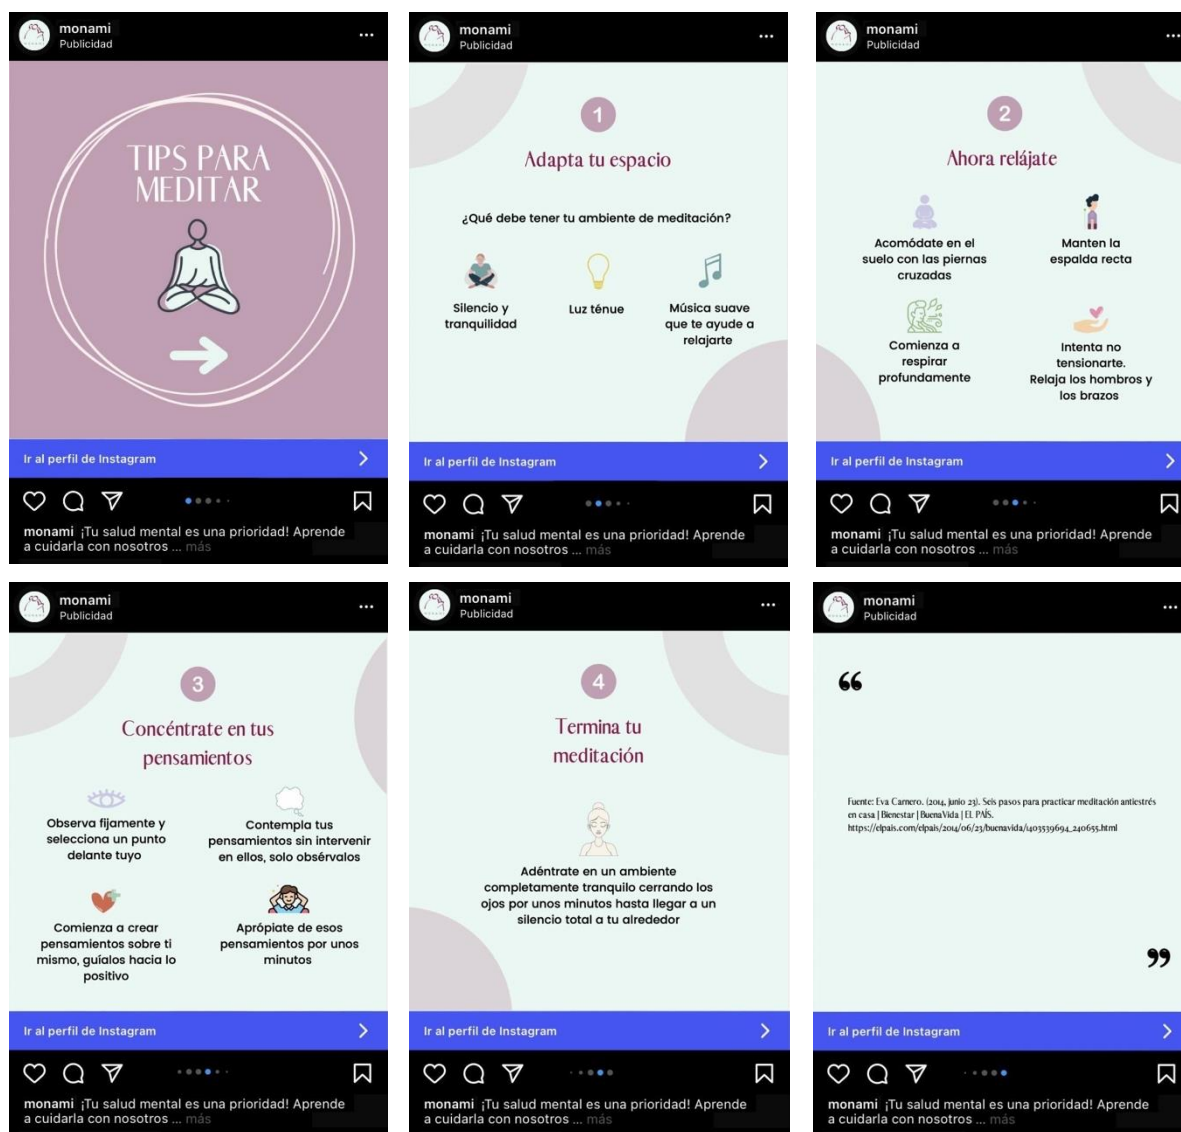 monami
Publicidad
TIPS PARA
MEDITAR
Ir al perfil de Instagram
monami ¡Tu salud mental es una prioridad! Aprende
a cuidarla con nosotros ... más
monami
Publicidad
1
Adapta tu espacio
¿Qué debe tener tu ambiente de meditación?
Silencio y
tranquilidad
Luz ténue
Música suave
que te ayude a
relajarte
Ir al perfil de Instagram
monami ¡Tu salud mental es una prioridad! Aprende
a cuidarla con nosotros ... más
monami
Publicidad
2
Ahora relájate
Acomódate en el
suelo con las piernas
cruzadas
Manten la
espalda recta
Comienza a
respirar
profundamente
Intenta no
tensionarte.
Relaja los hombros y
los brazos
Ir al perfil de Instagram
monami ¡Tu salud mental es una prioridad! Aprende
a cuidarla con nosotros ... más
monami
Publicidad
3
Concéntrate en tus
pensamientos
Observa fijamente y
selecciona un punto
delante tuyo
Contempla tus
pensamientos sin intervenir
en ellos, solo obsérvalos
Comienza a crear
pensamientos sobre ti
mismo, guíalos hacia lo
positivo
Aprópiate de esos
pensamientos por unos
minutos
Ir al perfil de Instagram
monami ¡Tu salud mental es una prioridad! Aprende
a cuidarla con nosotros ... más
monami
Publicidad
4
Termina tu
meditación
Adéntrate en un ambiente
completamente tranquilo cerrando los
ojos por unos minutos hasta llegar a un
silencio total a tu alrededor
Ir al perfil de Instagram
monami ¡Tu salud mental es una prioridad! Aprende
a cuidarla con nosotros ... más
monami
Publicidad
“
Fuente: Eva Carnero. (2014, junio 23). Seis pasos para practicar meditación antiestrés
en casa | Bienestar | BuenaVida | EL PAÍS.
https://elpais.com/elpais/2014/06/23/buenavida/1403539694_240655.html
”
Ir al perfil de Instagram
monami ¡Tu salud mental es una prioridad! Aprende
a cuidarla con nosotros ... más